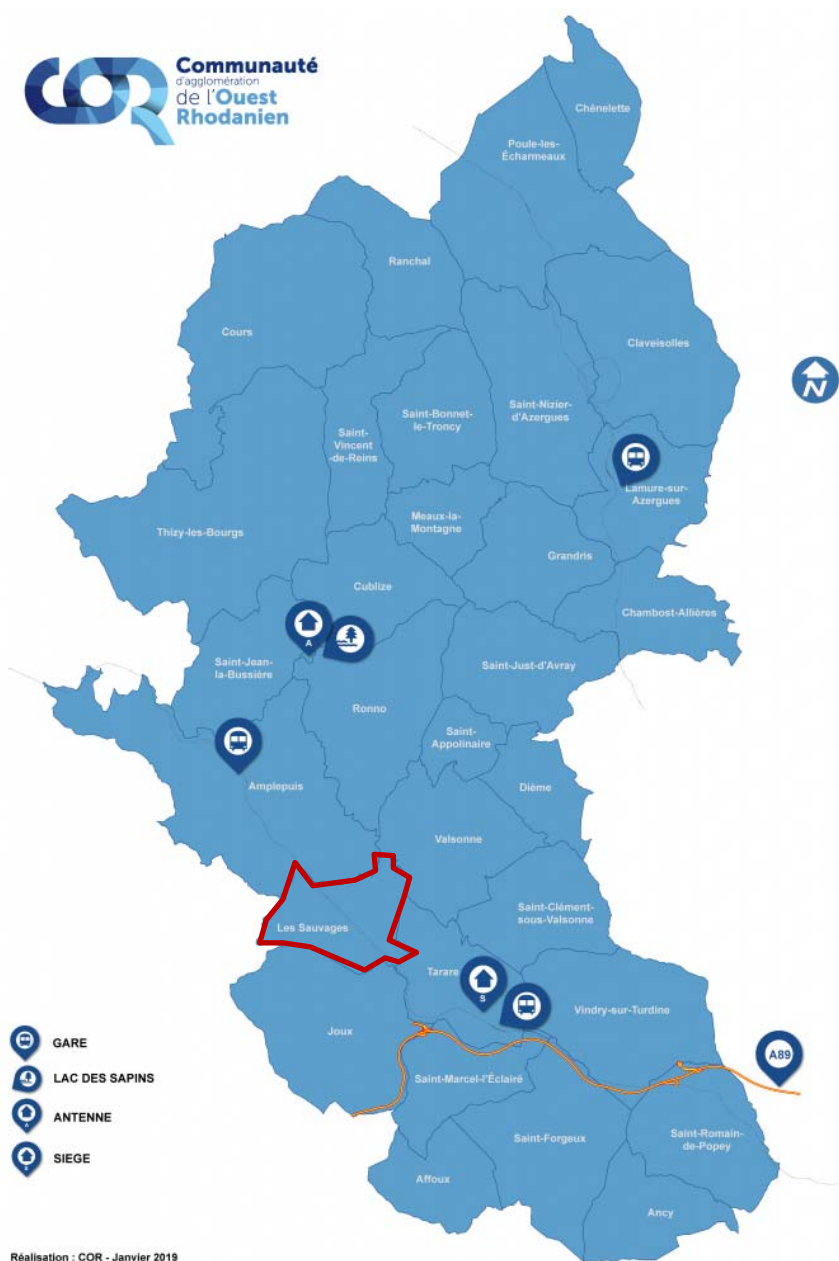 COR
Communauté
d'agglomération
de l'Ouest
Rhodanien
Chénelette
Poule-les-
Écharmeaux
Ranchal
Cours
Claveisolles
N
Saint-Nizier-
d'Azergues
Saint-Bonnet-
le-Troncy
Saint-
Vincent
-de-Reins
Lamure-sur-
Azergues
Meaux-la-
Montagne
Thizy-les-Bourgs
Grandris
Cublize
Chambost-Allières
A
Saint-Jean-
la-Bussière
Saint-Just-d'Avray
Ronno
Saint-
Appolinaire
Amplepuis
Dième
Valsonne
Saint-Clément-
sous-Valsonne
Les Sauvages
Tarare
S
Vindry-sur-Turdine
Joux
A89
Saint-Marcel-l'Éclairé
Saint-Forgeux
Saint-Romain-
de-Popey
Affoux
Ancy
GARE
LAC DES SAPINS
A
ANTENNE
S
SIEGE
Réalisation : COR - Janvier 2019